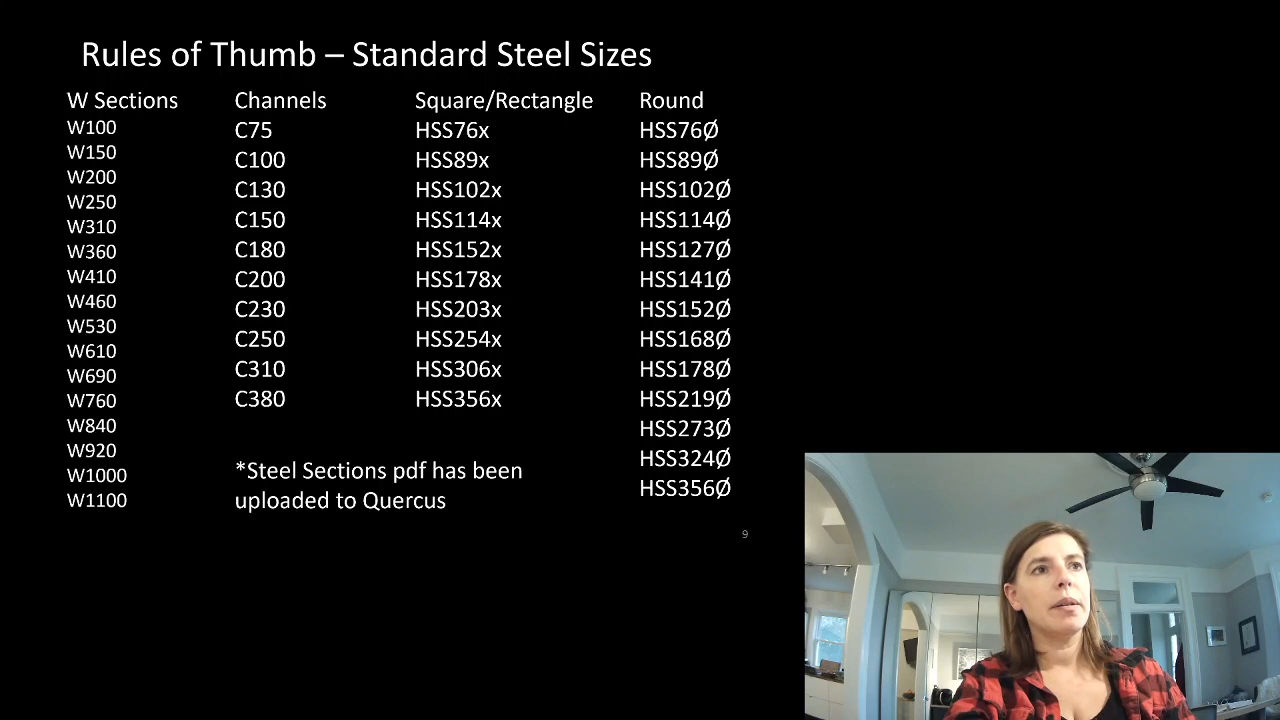 Rules of Thumb – Standard Steel Sizes
W Sections
W100
W150
W200
W250
W310
W360
W410
W460
W530
W610
W690
W760
W840
W920
W1000
W1100
Channels
C75
C100
C130
C150
C180
C200
C230
C250
C310
C380
*Steel Sections pdf has been
uploaded to Quercus
Square/Rectangle
HSS76x
HSS89x
HSS102x
HSS114x
HSS152x
HSS178x
HSS203x
HSS254x
HSS306x
HSS356x
Round
HSS76Ø
HSS89Ø
HSS102Ø
HSS114Ø
HSS127Ø
HSS141Ø
HSS152Ø
HSS168Ø
HSS178Ø
HSS219Ø
HSS273Ø
HSS324Ø
HSS356Ø
9